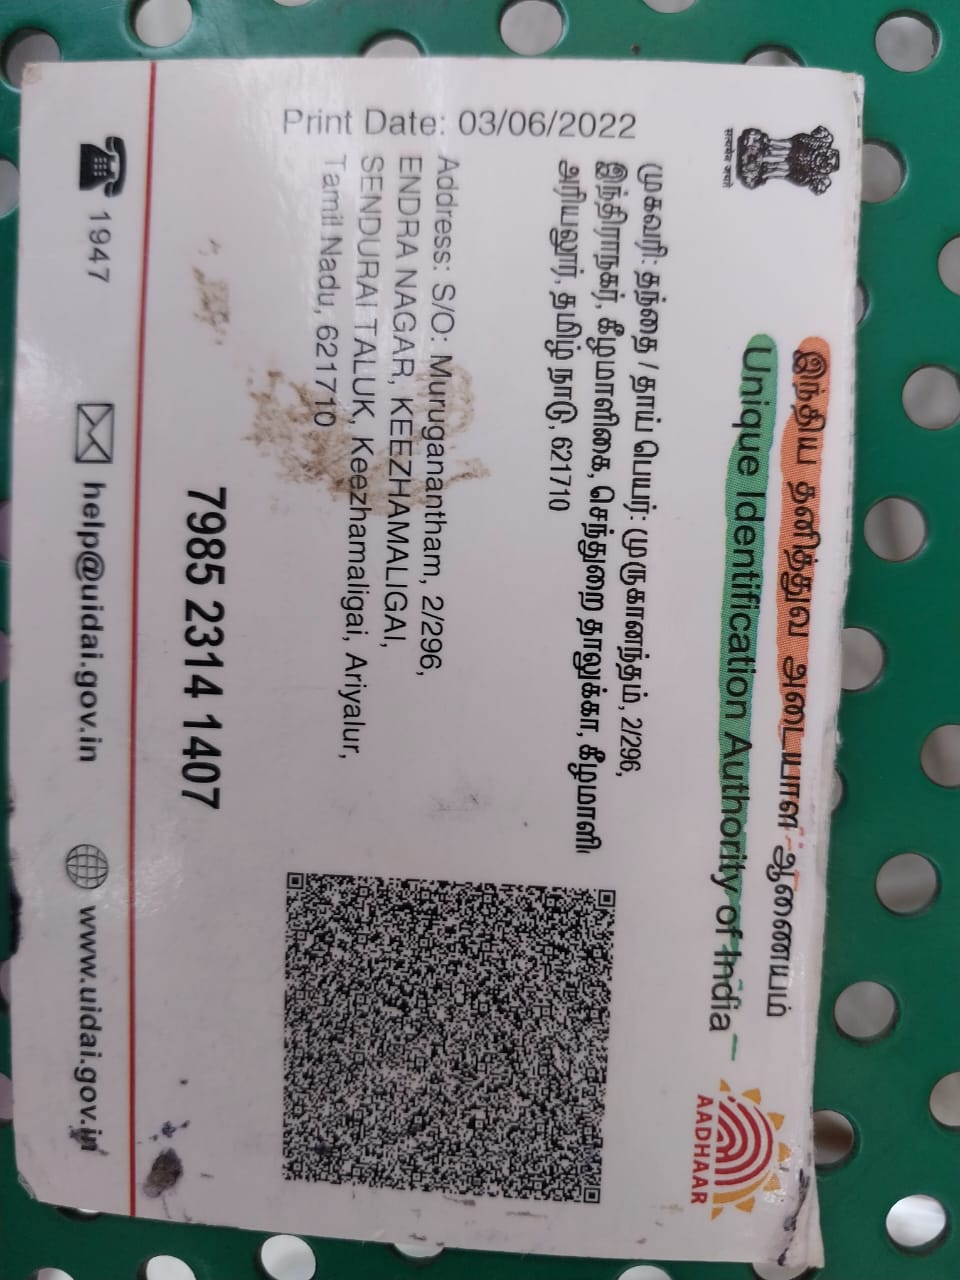 सत्यमेव जयते
இந்திய தனித்துவ அடையாள ஆணையம்
Unique Identification Authority of India
AADHAAR
Print Date: 03/06/2022
முகவரி: தந்தை / தாய் பெயர்: முருகானந்தம், 2/296,
இந்திராநகர், கீழமாளிகை, செந்துறை தாலுக்கா, கீழமாளி
அரியலூர், தமிழ் நாடு, 621710
Address: S/O: Muruganantham, 2/296,
ENDRA NAGAR, KEEZHAMALIGAI,
SENDURAI TALUK, Keezhamaligai, Ariyalur,
Tamil Nadu, 621710
7985 2314 1407
1947
help@uidai.gov.in
www.uidai.gov.in